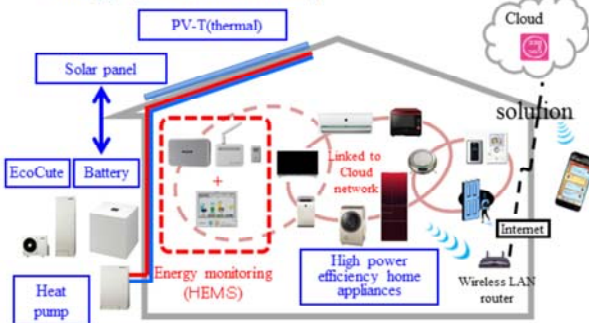 PV-T(thermal)
Cloud
Solar panel
solution
EcoCute
Battery
Linked to
Cloud
network
+
Internet
Energy monitoring
(HEMS)
High power
efficiency home
appliances
Wireless LAN
router
Heat
pump